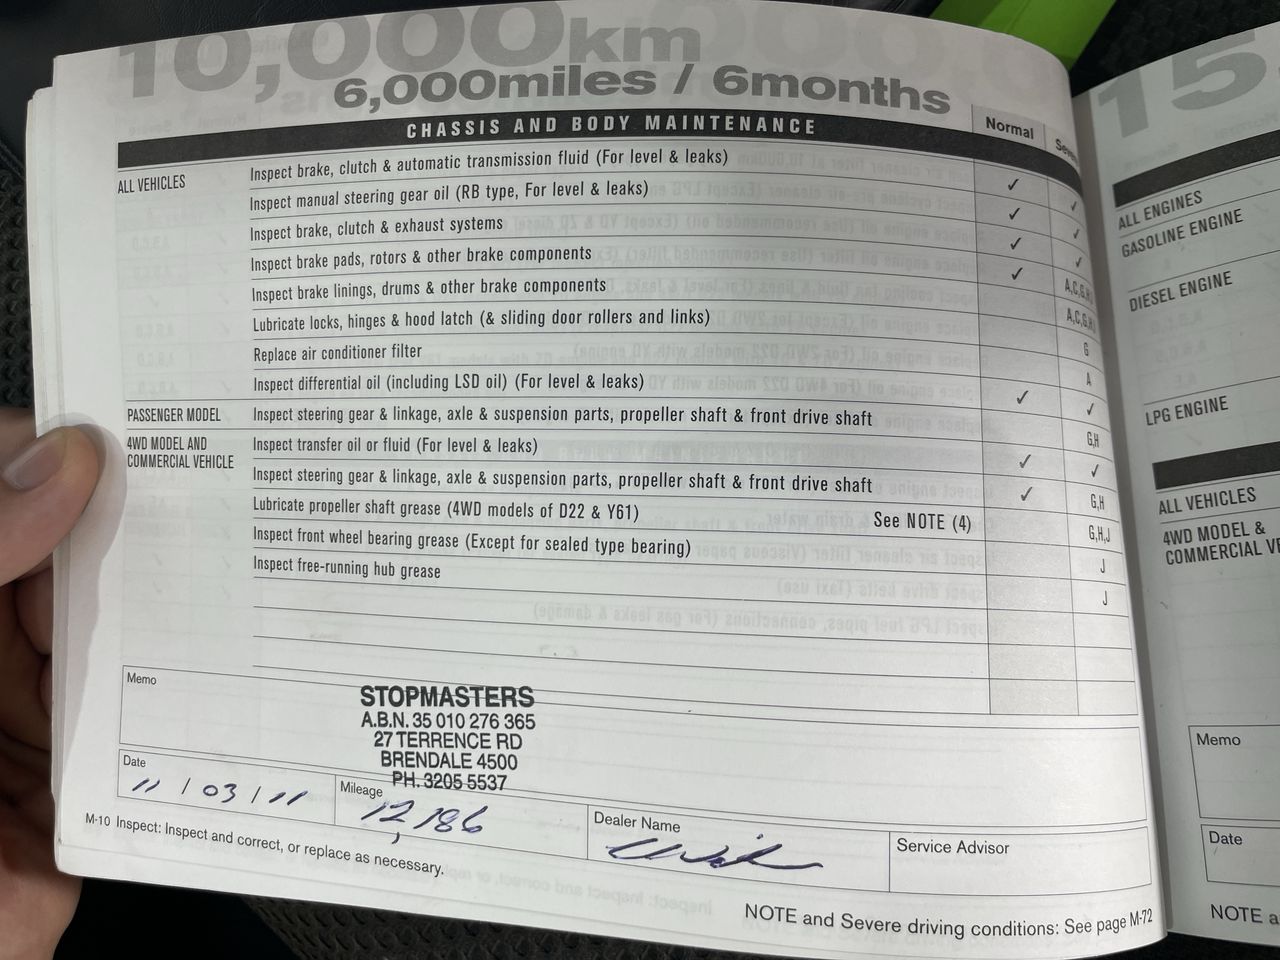 10,000km
6,000miles / 6months
CHASSIS AND BODY MAINTENANCE
Normal
ALL VEHICLES
Inspect brake, clutch & automatic transmission fluid (For level & leaks)
✓ ✓
Inspect manual steering gear oil (RB type, For level & leaks)
✓ ✓
Inspect brake, clutch & exhaust systems
✓ ✓
Inspect brake pads, rotors & other brake components
✓ A,C,G,H
Inspect brake linings, drums & other brake components
A,C,G,H
Lubricate locks, hinges & hood latch (& sliding door rollers and links)
G
Replace air conditioner filter
A
Inspect differential oil (including LSD oil) (For level & leaks)
✓ ✓
PASSENGER MODEL
Inspect steering gear & linkage, axle & suspension parts, propeller shaft & front drive shaft
G,H
4WD MODEL AND
COMMERCIAL VEHICLE
Inspect transfer oil or fluid (For level & leaks)
✓ ✓
Inspect steering gear & linkage, axle & suspension parts, propeller shaft & front drive shaft
✓ G,H
Lubricate propeller shaft grease (4WD models of D22 & Y61)
See NOTE (4)
G,H,J
Inspect front wheel bearing grease (Except for sealed type bearing)
J
Inspect free-running hub grease
J
Memo
STOPMASTERS
A.B.N. 35 010 276 365
27 TERRENCE RD
BRENDALE 4500
PH. 3205 5537
Date
11 / 03 / 11
Mileage
12,186
Dealer Name
Service Advisor
M-10 Inspect: Inspect and correct, or replace as necessary.
NOTE and Severe driving conditions: See page M-72
15
ALL ENGINES
GASOLINE ENGINE
DIESEL ENGINE
LPG ENGINE
ALL VEHICLES
4WD MODEL &
COMMERCIAL
Memo
Date
NOTE